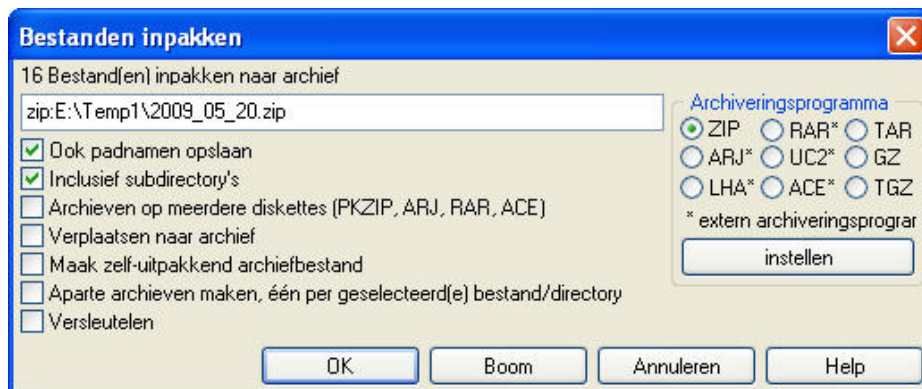 Bestanden inpakken
16 Bestand(en) inpakken naar archief
zip:E:\Temp1\2009_05_20.zip
Ook padnamen opslaan
Inclusief subdirectory's
Archieven op meerdere diskettes (PKZIP, ARJ, RAR, ACE)
Verplaatsen naar archief
Maak zelf-uitpakkend archiefbestand
Aparte archieven maken, één per geselecteerd(e) bestand/directory
Versleutelen
Archiveringsprogramma
ZIP RAR* TAR
ARJ* UC2* GZ
LHA* ACE* TGZ
* extern archiveringsprograr
instellen
OK Boom Annuleren Help